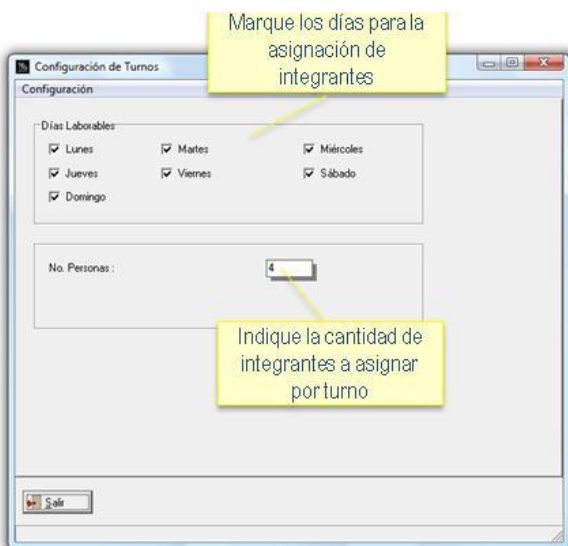 Marque los días para la
asignación de
integrantes
Configuración de Turnos
Configuración
Días Laborables
Lunes
Martes
Miércoles
Jueves
Viernes
Sábado
Domingo
No. Personas :
4
Indique la cantidad de
integrantes a asignar
por turno
Salir